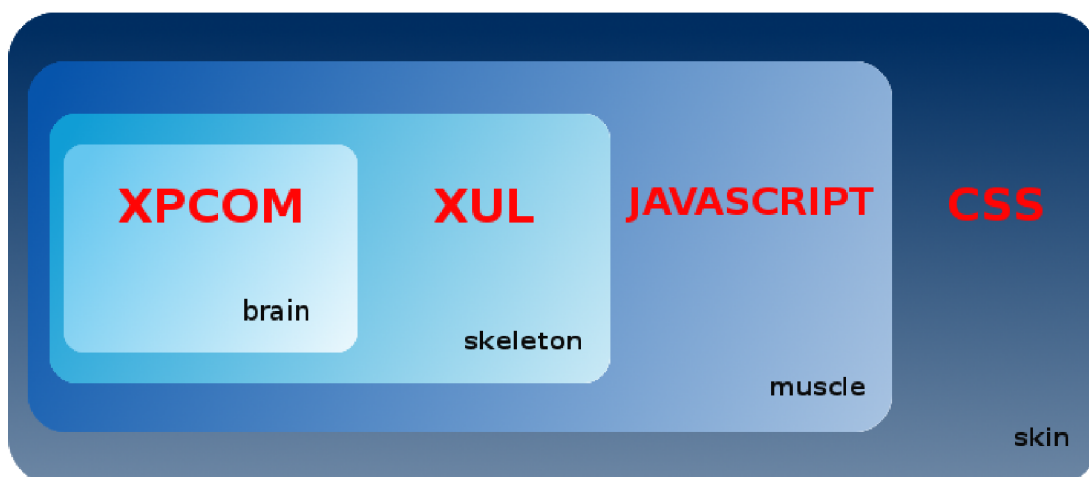 XPCOM
brain
XUL
skeleton
JAVASCRIPT
muscle
CSS
skin